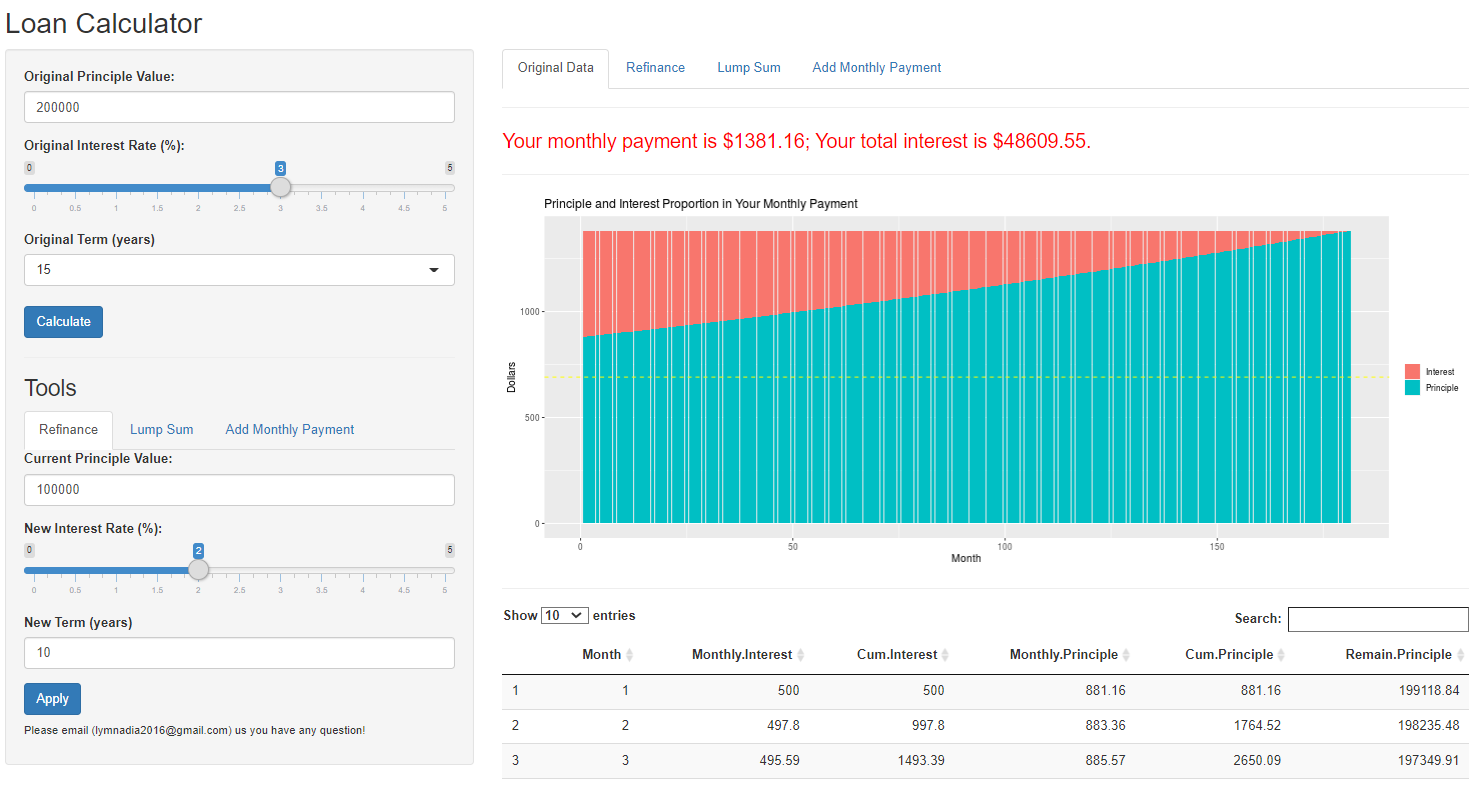 Loan Calculator
Original Principle Value:
200000
Original Interest Rate (%):
0 3 5
0 0.5 1 1.5 2 2.5 3 3.5 4 4.5 5
Original Term (years)
15
Calculate
Tools
Refinance Lump Sum Add Monthly Payment
Current Principle Value:
100000
New Interest Rate (%):
0 2 5
0 0.5 1 1.5 2 2.5 3 3.5 4 4.5 5
New Term (years)
10
Apply
Please email (lymnadia2016@gmail.com) us you have any question!
Original Data Refinance Lump Sum Add Monthly Payment
Your monthly payment is $1381.16; Your total interest is $48609.55.
Principle and Interest Proportion in Your Monthly Payment
Dollars
1000
500
0
0 50 100 150
Month
Interest
Principle
Show 10 entries
Search:
Month Monthly.Interest Cum.Interest Monthly.Principle Cum.Principle Remain.Principle
1 1 500 500 881.16 881.16 199118.84
2 2 497.8 997.8 883.36 1764.52 198235.48
3 3 495.59 1493.39 885.57 2650.09 197349.91